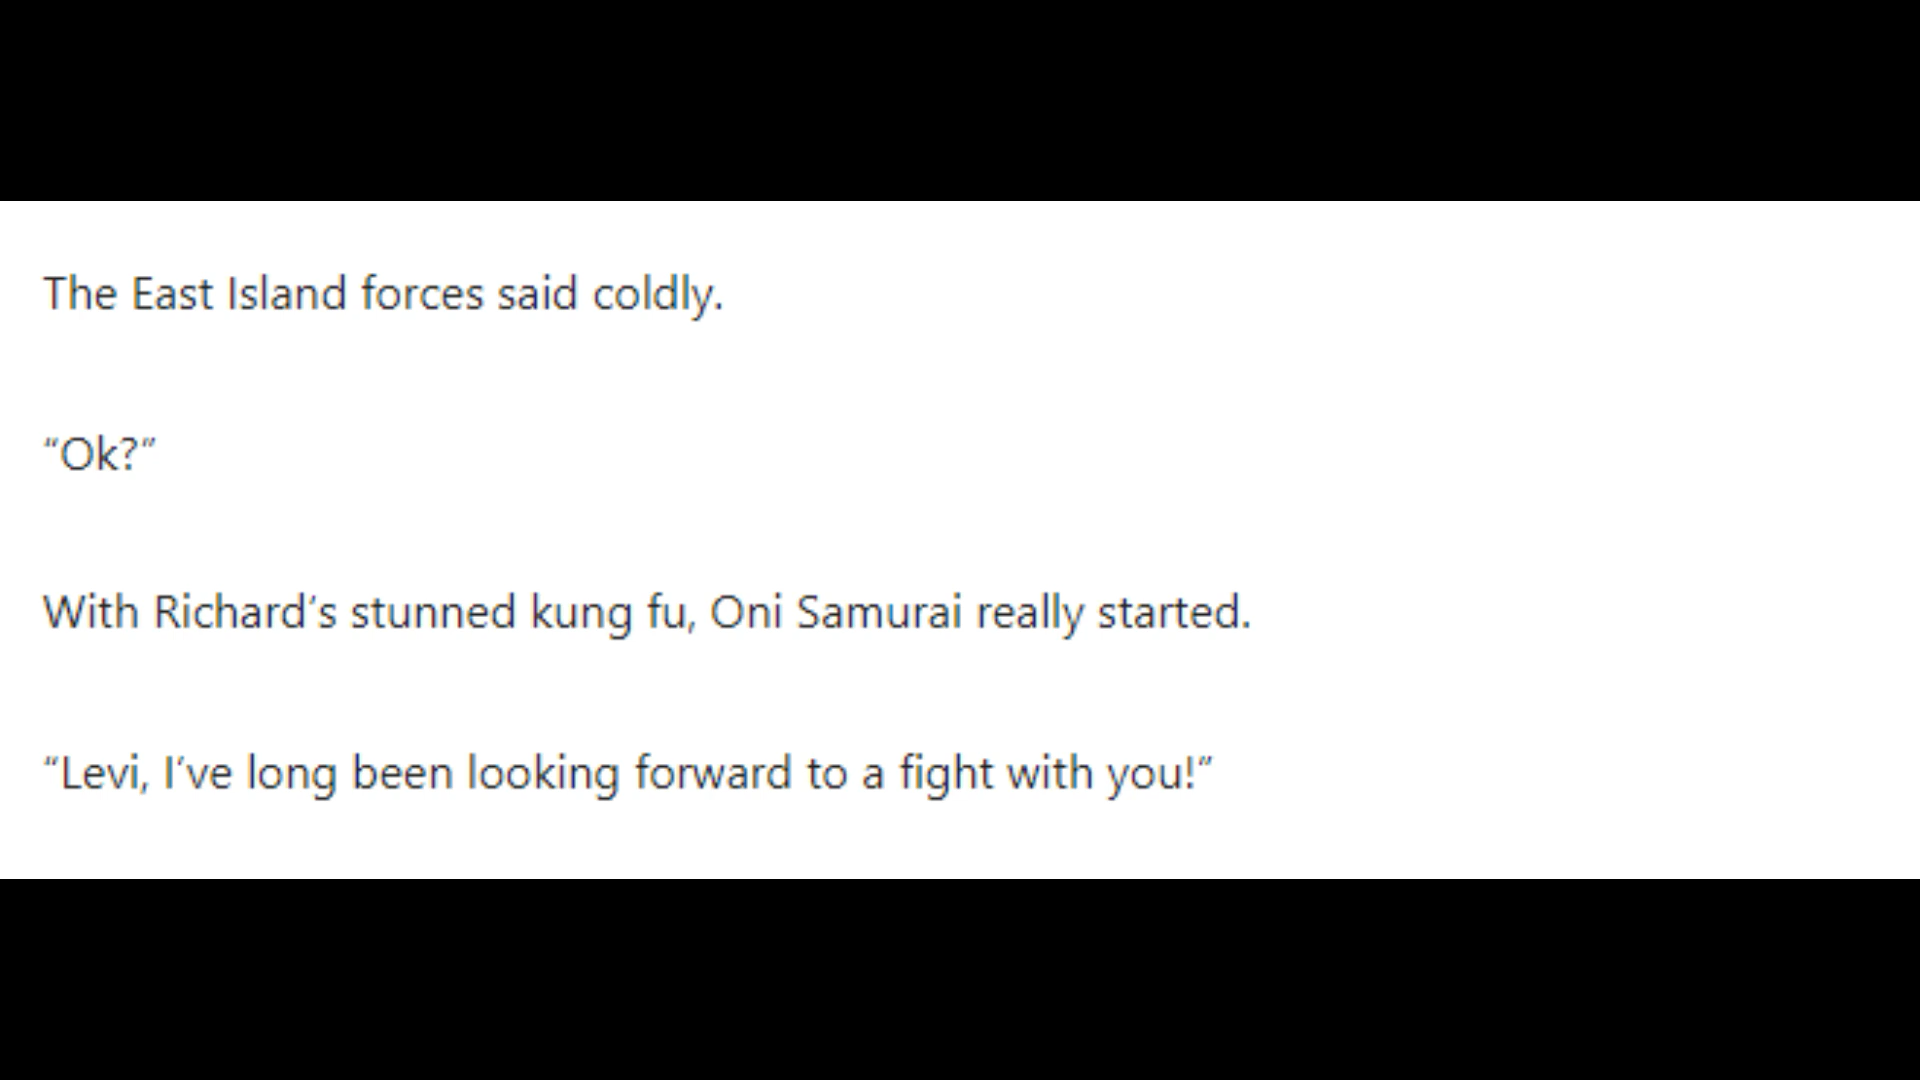 The East Island forces said coldly.
“Ok?”
With Richard’s stunned kung fu, Oni Samurai really started.
“Levi, I’ve long been looking forward to a fight with you!”